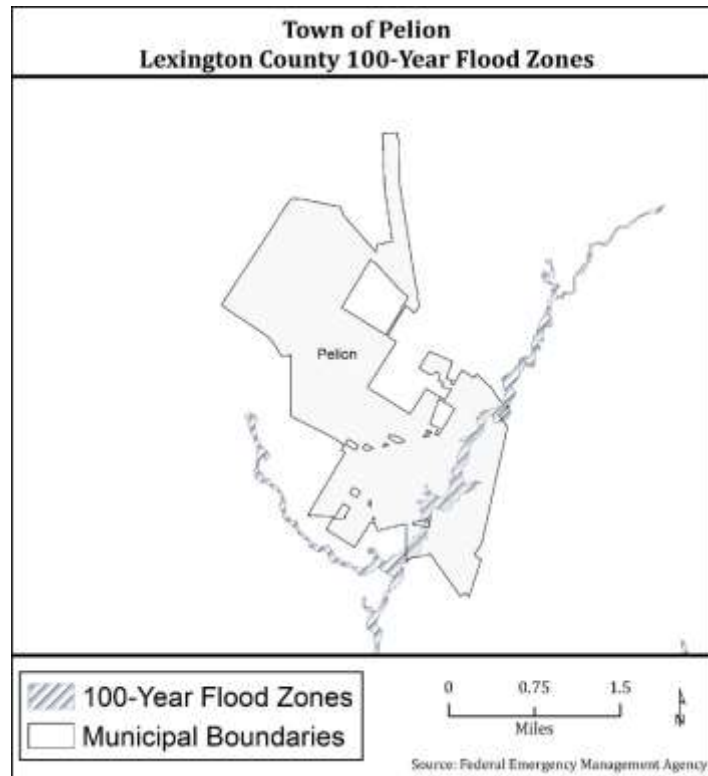 Town of Pelion
Lexington County 100-Year Flood Zones
Pelion
100-Year Flood Zones
Municipal Boundaries
0 0.75 1.5
Miles
N
Source: Federal Emergency Management Agency